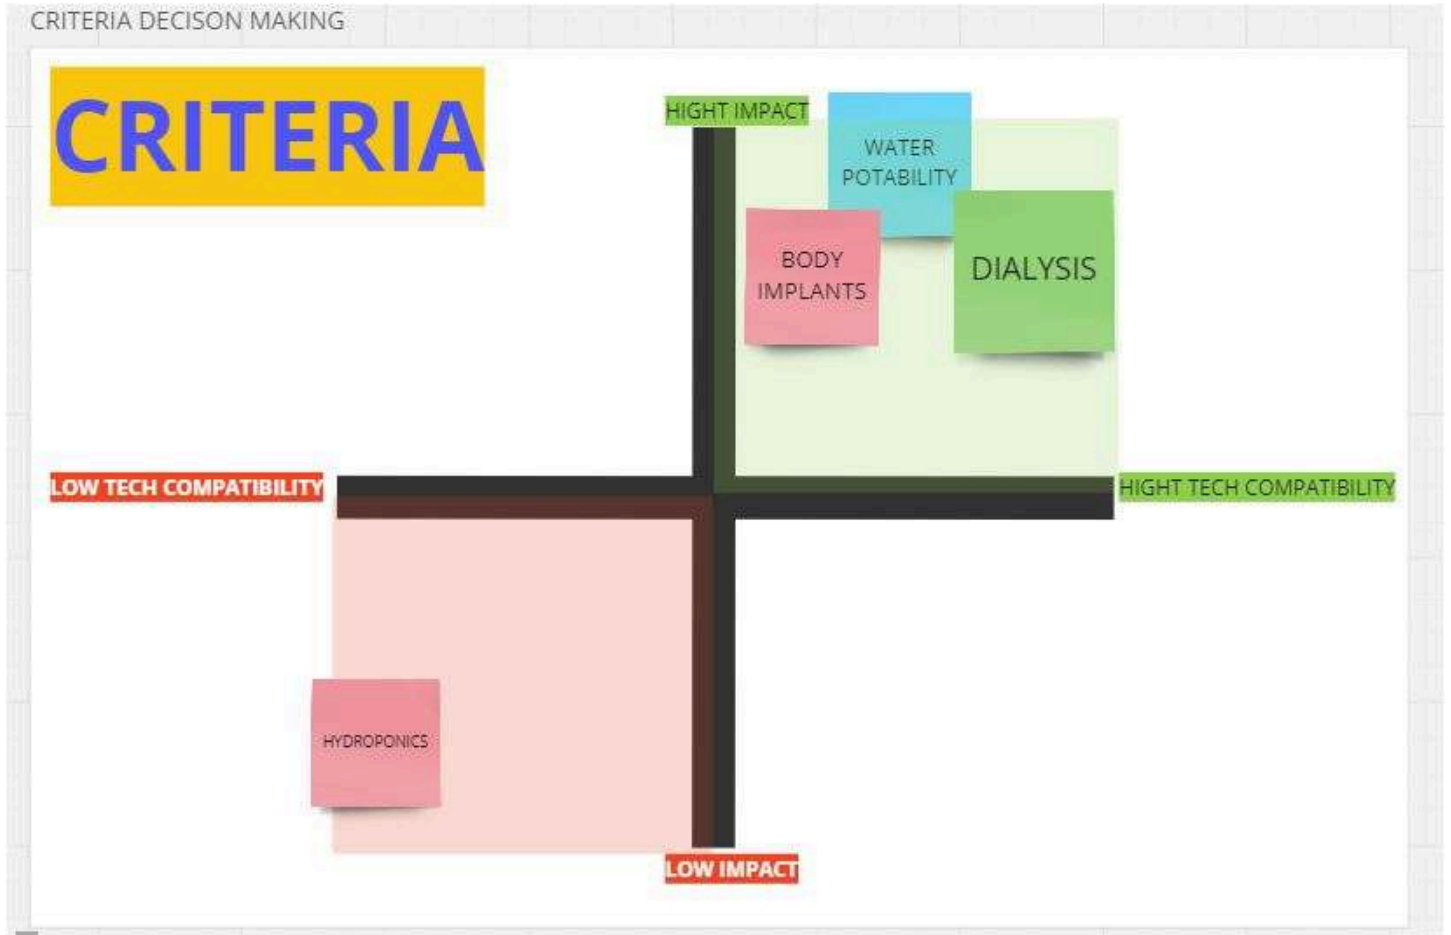 CRITERIA DECISON MAKING
CRITERIA
HIGHT IMPACT
WATER
POTABILITY
BODY
IMPLANTS
DIALYSIS
LOW TECH COMPATIBILITY
HIGHT TECH COMPATIBILITY
HYDROPONICS
LOW IMPACT